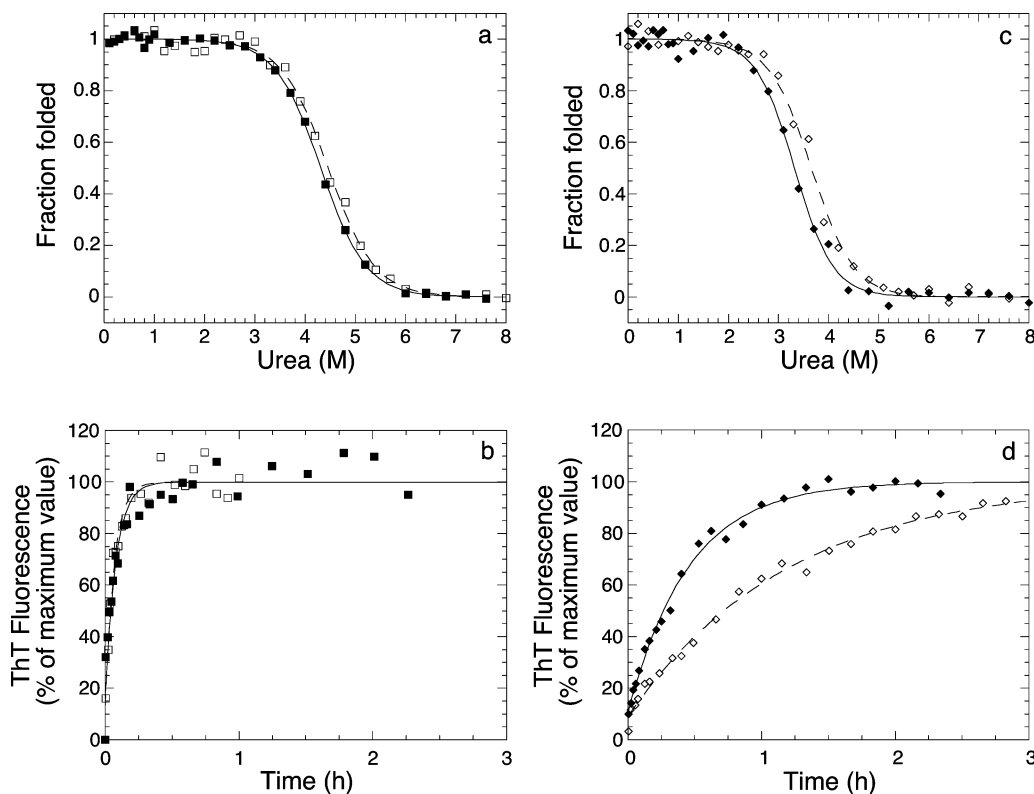 a
1
0.8
0.6
0.4
0.2
0
Fraction folded
0 1 2 3 4 5 6 7 8
Urea (M)
c
1
0.8
0.6
0.4
0.2
0
Fraction folded
0 1 2 3 4 5 6 7 8
Urea (M)
b
120
100
80
60
40
20
0
ThT Fluorescence
(% of maximum value)
0 1 2 3
Time (h)
d
120
100
80
60
40
20
0
ThT Fluorescence
(% of maximum value)
0 1 2 3
Time (h)